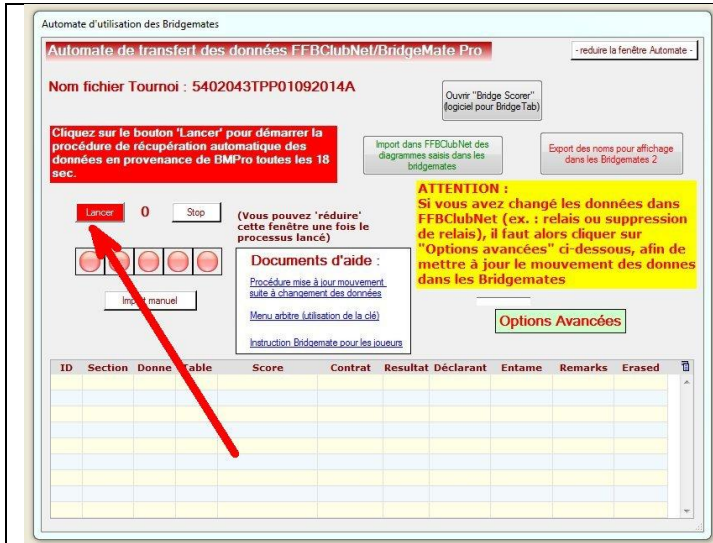 Automate d'utilisation des Bridgemates
Automate de transfert des données FFBClubNet/BridgeMate Pro
- reduire la fenêtre Automate -
Nom fichier Tournoi : 5402043TPP01092014A
Ouvrir "Bridge Scorer"
(logiciel pour BridgeTab)
Cliquez sur le bouton 'Lancer' pour démarrer la
procédure de récupération automatique des
données en provenance de BMPro toutes les 18
sec.
Import dans FFBClubNet des
diagrammes saisis dans les
bridgemates
Export des noms pour affichage
dans les Bridgemates 2
ATTENTION :
Si vous avez changé les données dans
FFBClubNet (ex. : relais ou suppression
de relais), il faut alors cliquer sur
"Options avancées" ci-dessous, afin de
mettre à jour le mouvement des donnes
dans les Bridgemates
Lancer 0 Stop
(Vous pouvez 'réduire'
cette fenêtre une fois le
processus lancé)
Documents d'aide :
Procédure mise à jour mouvement
suite à changement des données
Menu arbitre (utilisation de la clé)
Instruction Bridgemate pour les joueurs
Import manuel
Options Avancées
ID Section Donne Table Score Contrat Resultat Déclarant Entame Remarks Erased